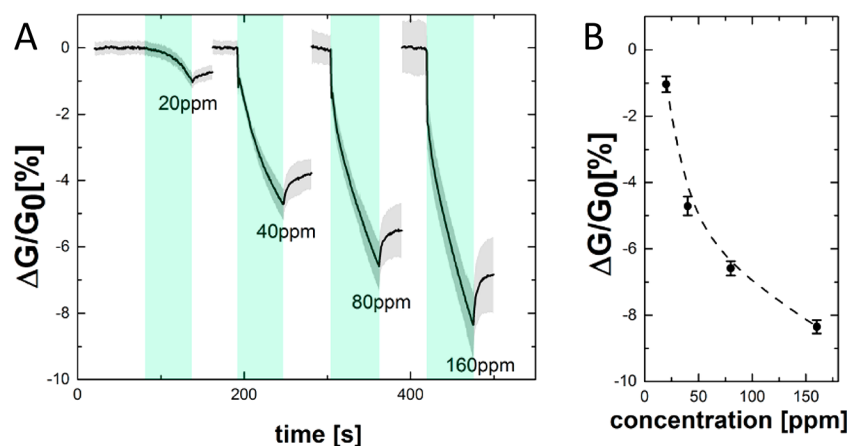 A
ΔG/G0[%]
0
-2
-4
-6
-8
-10
20ppm
40ppm
80ppm
160ppm
0 200 400
time [s]
B
ΔG/G0[%]
0
-2
-4
-6
-8
-10
0 50 100 150
concentration [ppm]